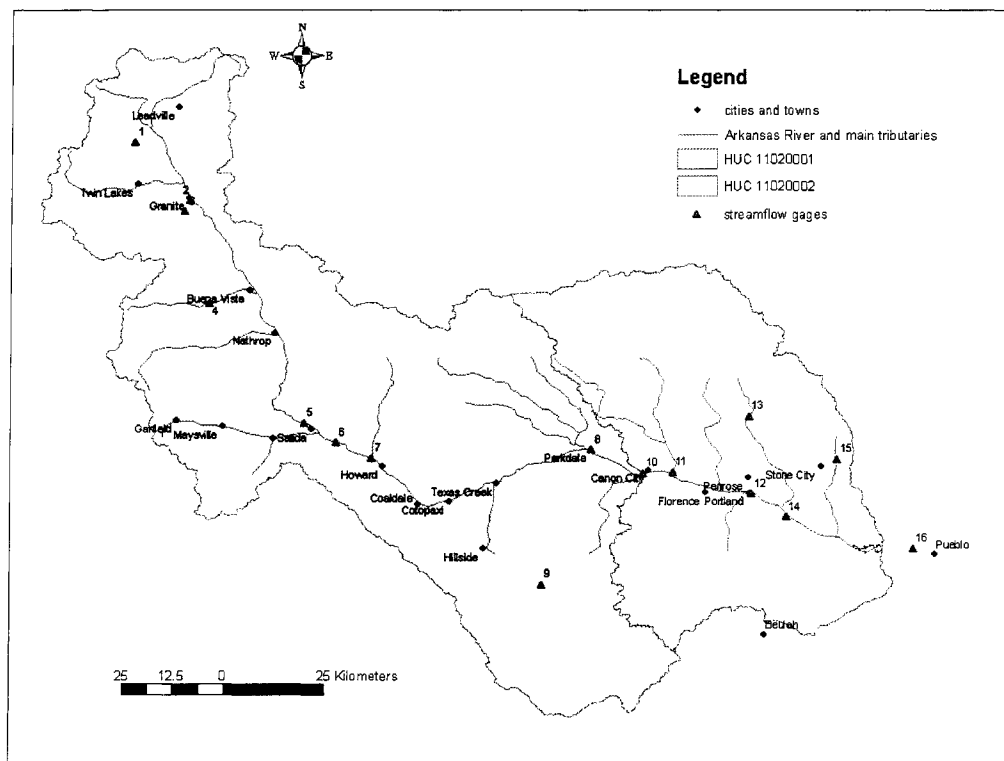 N
W E
S
Legend
cities and towns
Arkansas River and main tributaries
HUC 11020001
HUC 11020002
streamflow gages
Leadville
1
Twin Lakes
2
Granite
Buena Vista
4
Nathrop
5
Garfield
Maysville
Salida
6
7
Howard
Coaldale
Cotopaxi
Texas Creek
Hillside
8
Parkdale
9
Canon City
10
11
13
15
Stone City
Penrose
12
Florence
Portland
14
16
Pueblo
Beulah
25 12.5 0 25 Kilometers